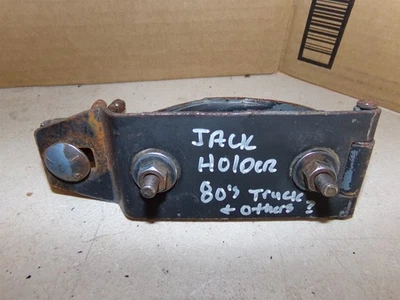 JACK
HOLDER
80's Truck
+ others ?